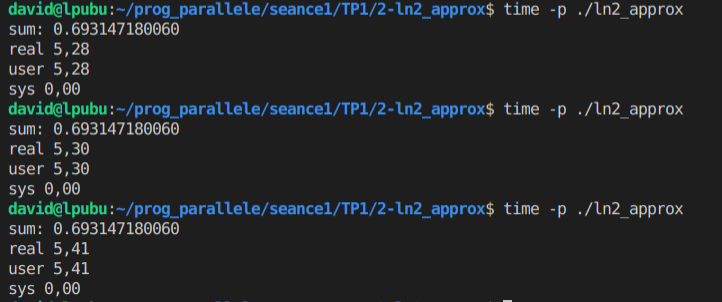 david@lpubu:~/prog_parallele/seance1/TP1/2-ln2_approx$ time -p ./ln2_approx
sum: 0.693147180060
real 5,28
user 5,28
sys 0,00
david@lpubu:~/prog_parallele/seance1/TP1/2-ln2_approx$ time -p ./ln2_approx
sum: 0.693147180060
real 5,30
user 5,30
sys 0,00
david@lpubu:~/prog_parallele/seance1/TP1/2-ln2_approx$ time -p ./ln2_approx
sum: 0.693147180060
real 5,41
user 5,41
sys 0,00